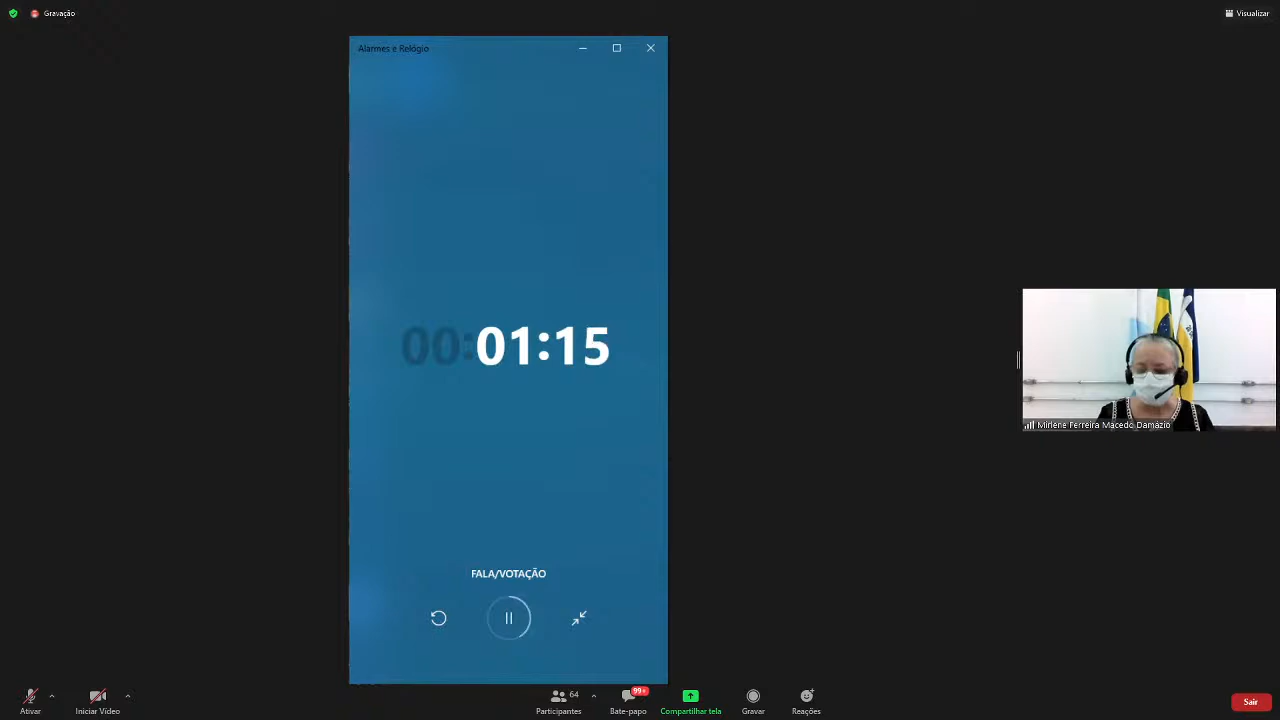 Gravação
Visualizar
Alarmes e Relógio
00:01:15
FALA/VOTAÇÃO
Mirlene Ferreira Macedo Damázio
Ativar
Iniciar Vídeo
64
Participantes
99+
Bate-papo
Compartilhar tela
Gravar
Reações
Sair